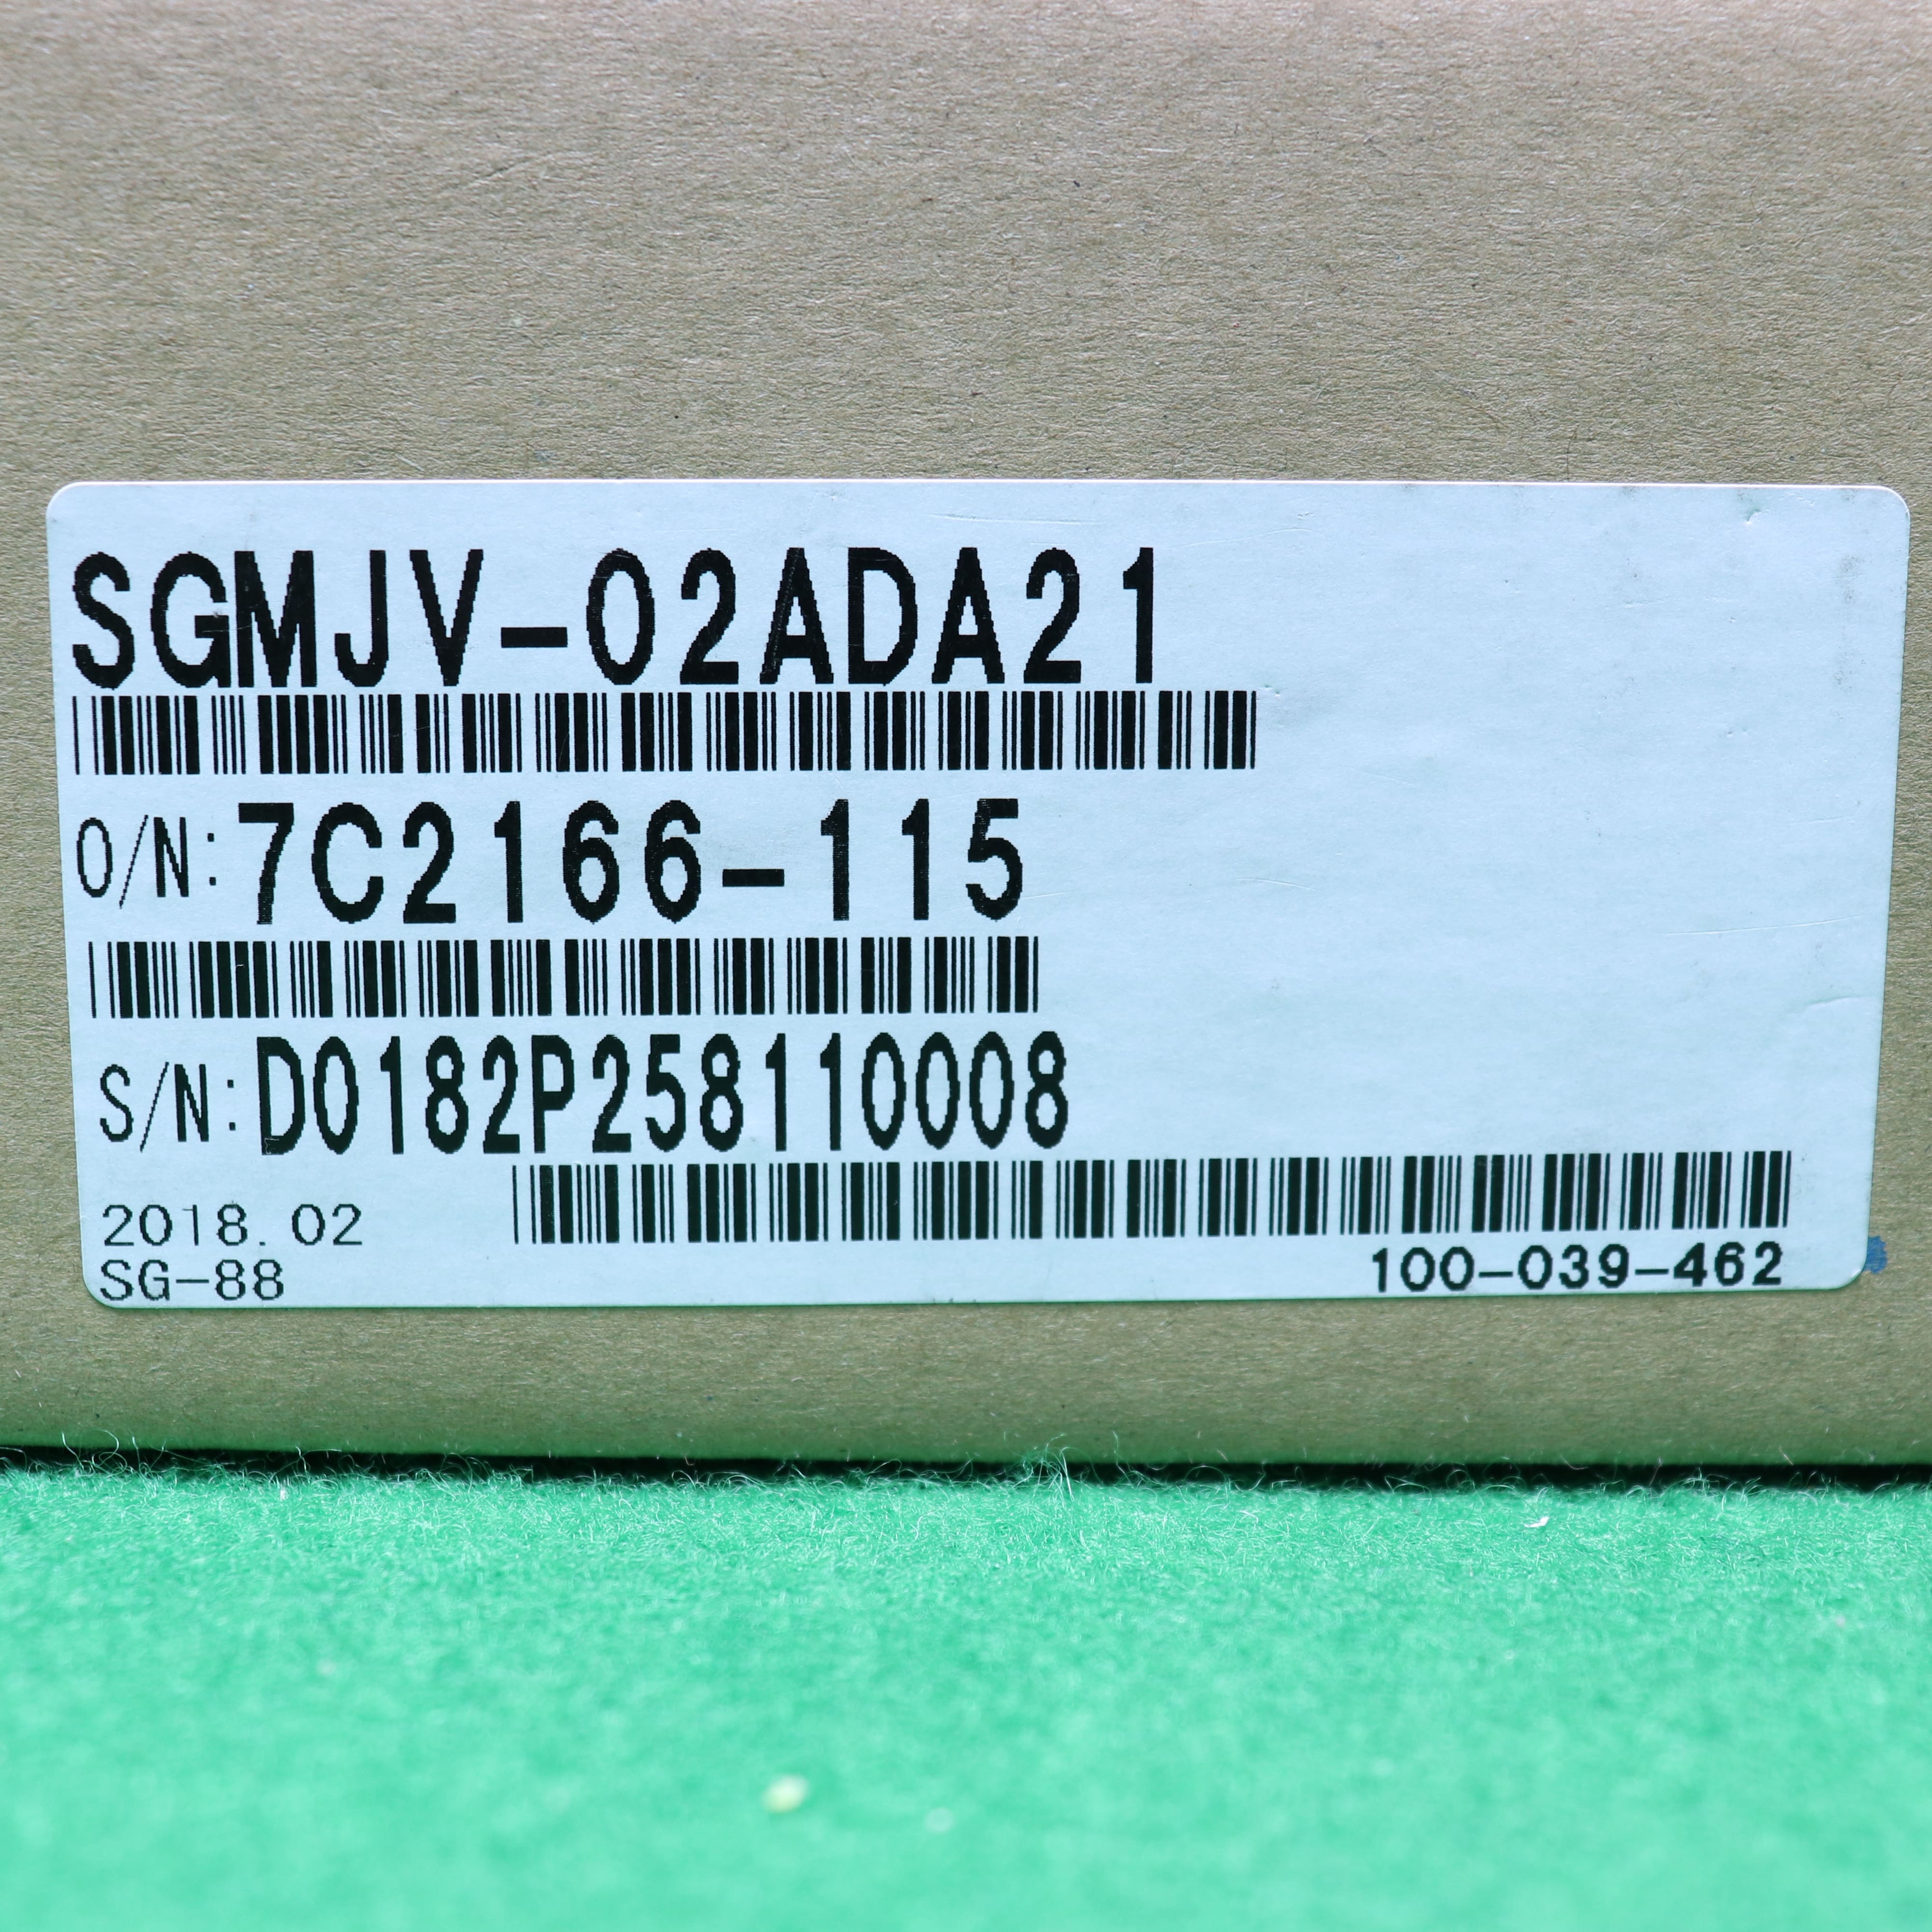 SGMJV-02ADA21
O/N: 7C2166-115
S/N: D0182P258110008
2018. 02
SG-88
100-039-462